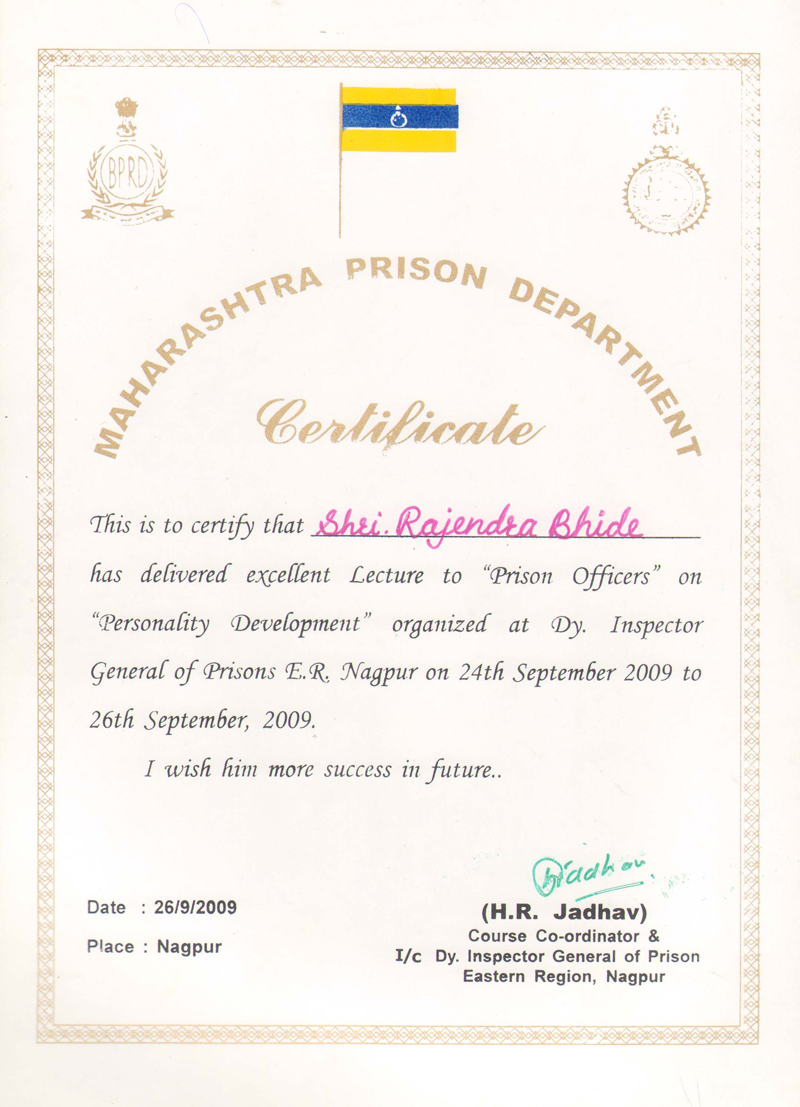 BPRD
MAHARASHTRA PRISON DEPARTMENT
Certificate
This is to certify that Shri. Rajendra Bhide
has delivered excellent Lecture to “Prison Officers” on
“Personality Development” organized at Dy. Inspector
General of Prisons E.R. Nagpur on 24th September 2009 to
26th September, 2009.
I wish him more success in future..
Date : 26/9/2009
Place : Nagpur
(H.R. Jadhav)
Course Co-ordinator &
I/c Dy. Inspector General of Prison
Eastern Region, Nagpur